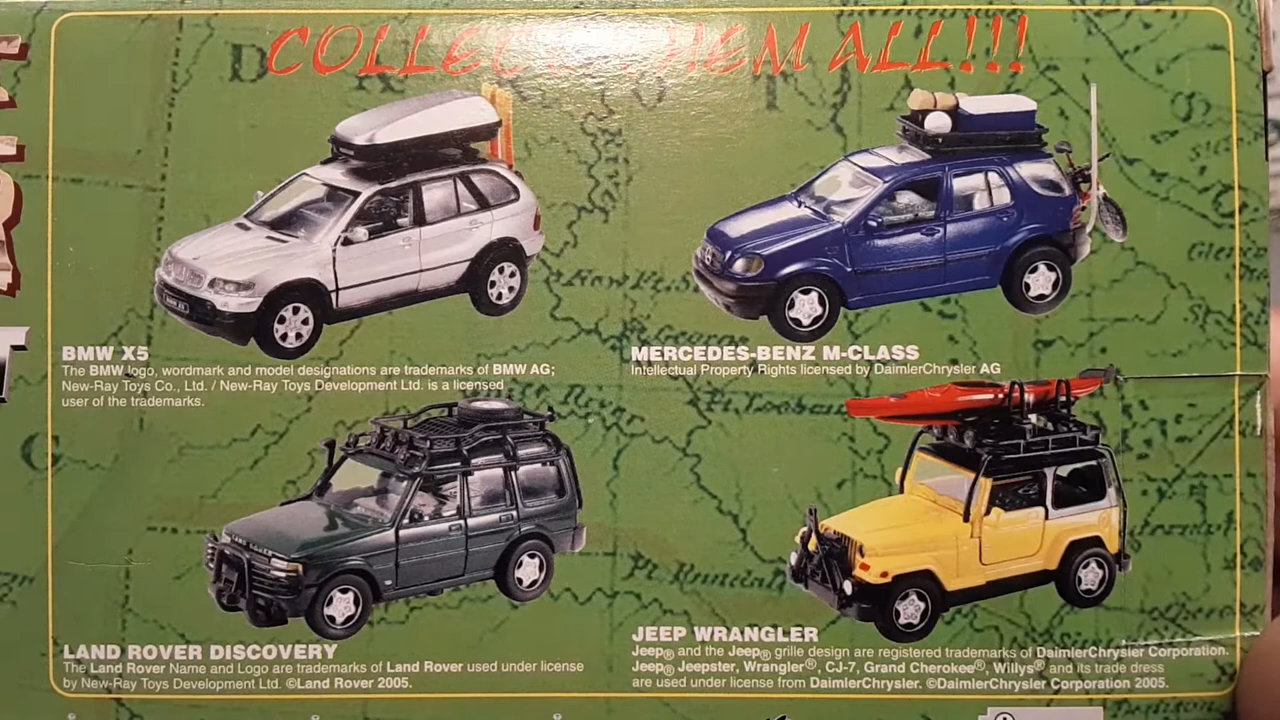 COLLECT THEM ALL!!!
BMW X5
The BMW logo, wordmark and model designations are trademarks of BMW AG;
New-Ray Toys Co., Ltd. / New-Ray Toys Development Ltd. is a licensed
user of the trademarks.
MERCEDES-BENZ M-CLASS
Intellectual Property Rights licensed by DaimlerChrysler AG
LAND ROVER DISCOVERY
The Land Rover Name and Logo are trademarks of Land Rover used under license
by New-Ray Toys Development Ltd. ©Land Rover 2005.
JEEP WRANGLER
Jeep® and the Jeep® grille design are registered trademarks of DaimlerChrysler Corporation.
Jeep® Jeepster, Wrangler®, CJ-7, Grand Cherokee®, Willys® and its trade dress
are used under license from DaimlerChrysler. ©DaimlerChrysler Corporation 2005.